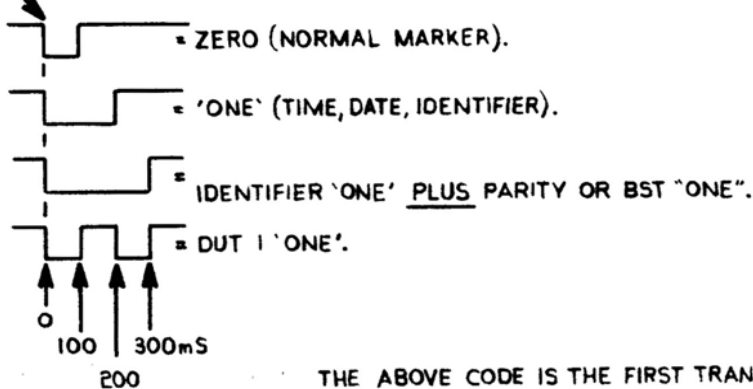 = ZERO (NORMAL MARKER).
= 'ONE' (TIME, DATE, IDENTIFIER).
= IDENTIFIER 'ONE' PLUS PARITY OR BST "ONE".
= DUT 1 'ONE'.
0
100 300mS
200
THE ABOVE CODE IS THE FIRST TRAN